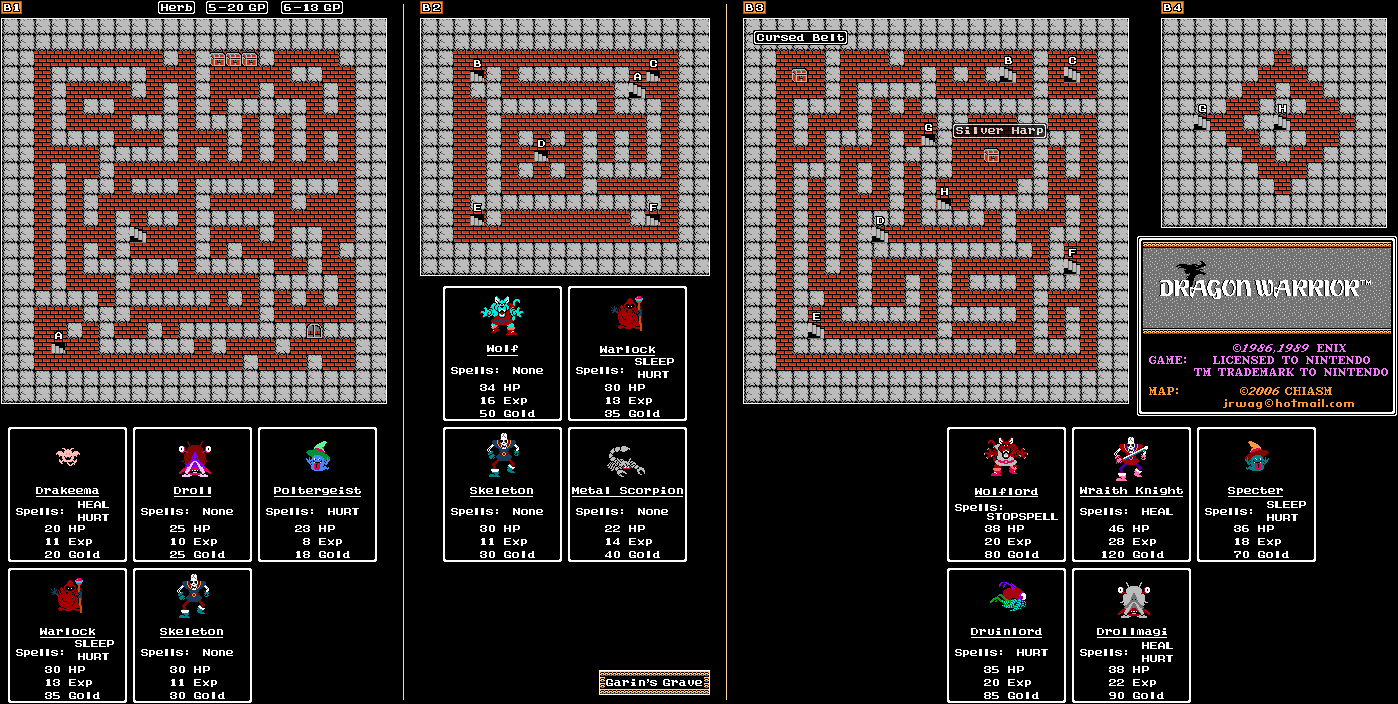 B1
Herb
5-20 GP
6-13 GP
A
Drakeema
Spells: HEAL
HURT
20 HP
11 Exp
20 Gold
Droll
Spells: None
25 HP
10 Exp
25 Gold
Poltergeist
Spells: HURT
23 HP
8 Exp
18 Gold
Warlock
Spells: SLEEP
HURT
30 HP
13 Exp
35 Gold
Skeleton
Spells: None
30 HP
11 Exp
30 Gold
B2
B
C
A
D
E
F
Wolf
Spells: None
34 HP
16 Exp
50 Gold
Warlock
Spells: SLEEP
HURT
30 HP
13 Exp
35 Gold
Skeleton
Spells: None
30 HP
11 Exp
30 Gold
Metal Scorpion
Spells: None
22 HP
14 Exp
40 Gold
Garin's Grave
B3
Cursed Belt
B
C
G
Silver Harp
H
D
F
E
Wolflord
Spells:
STOPSPELL
38 HP
20 Exp
80 Gold
Wraith Knight
Spells: HEAL
46 HP
28 Exp
120 Gold
Specter
Spells: SLEEP
HURT
36 HP
18 Exp
70 Gold
Druinlord
Spells: HURT
35 HP
20 Exp
85 Gold
Drollmagi
Spells: HEAL
HURT
38 HP
22 Exp
90 Gold
B4
G
H
DRAGON WARRIOR™
©1986,1989 ENIX
GAME: LICENSED TO NINTENDO
TM TRADEMARK TO NINTENDO
MAP: ©2006 CHIASM
jrwag@hotmail.com